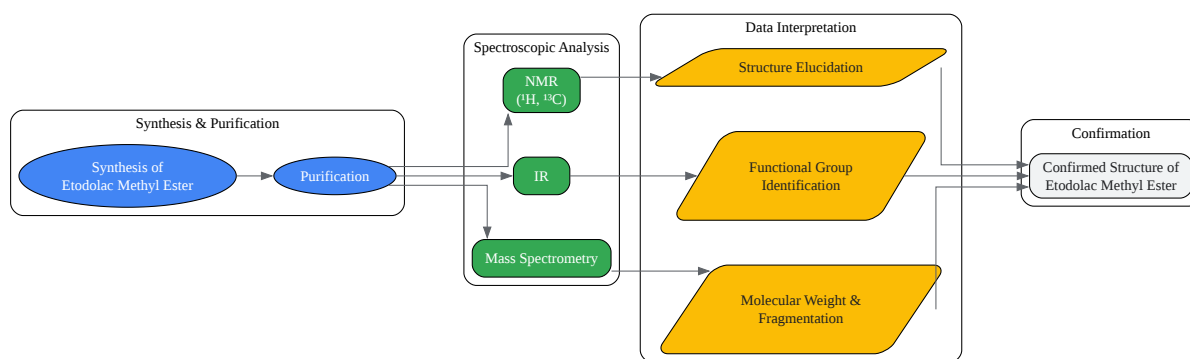 Synthesis & Purification
Synthesis of
Etodolac Methyl Ester
Purification
Spectroscopic Analysis
NMR
(¹H, ¹³C)
IR
Mass Spectrometry
Data Interpretation
Structure Elucidation
Functional Group
Identification
Molecular Weight &
Fragmentation
Confirmation
Confirmed Structure of
Etodolac Methyl Ester